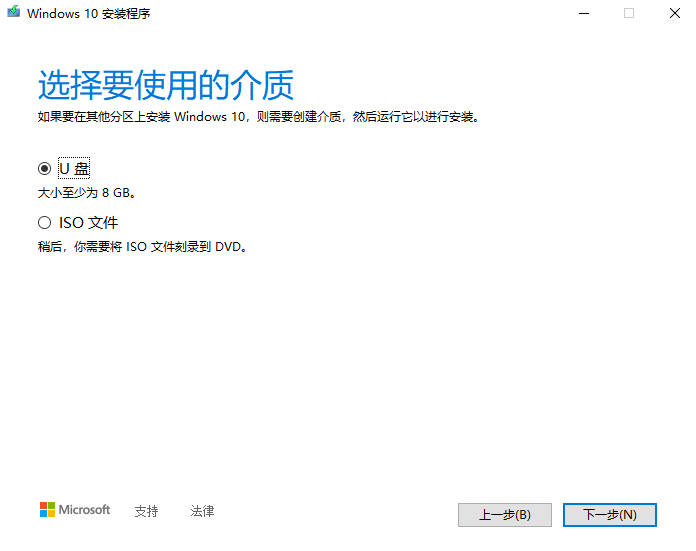 Windows 10 安装程序
选择要使用的介质
如果要在其他分区上安装 Windows 10，则需要创建介质，然后运行它以进行安装。
U 盘
大小至少为 8 GB。
ISO 文件
稍后，你需要将 ISO 文件刻录到 DVD。
Microsoft 支持 法律 上一步(B) 下一步(N)